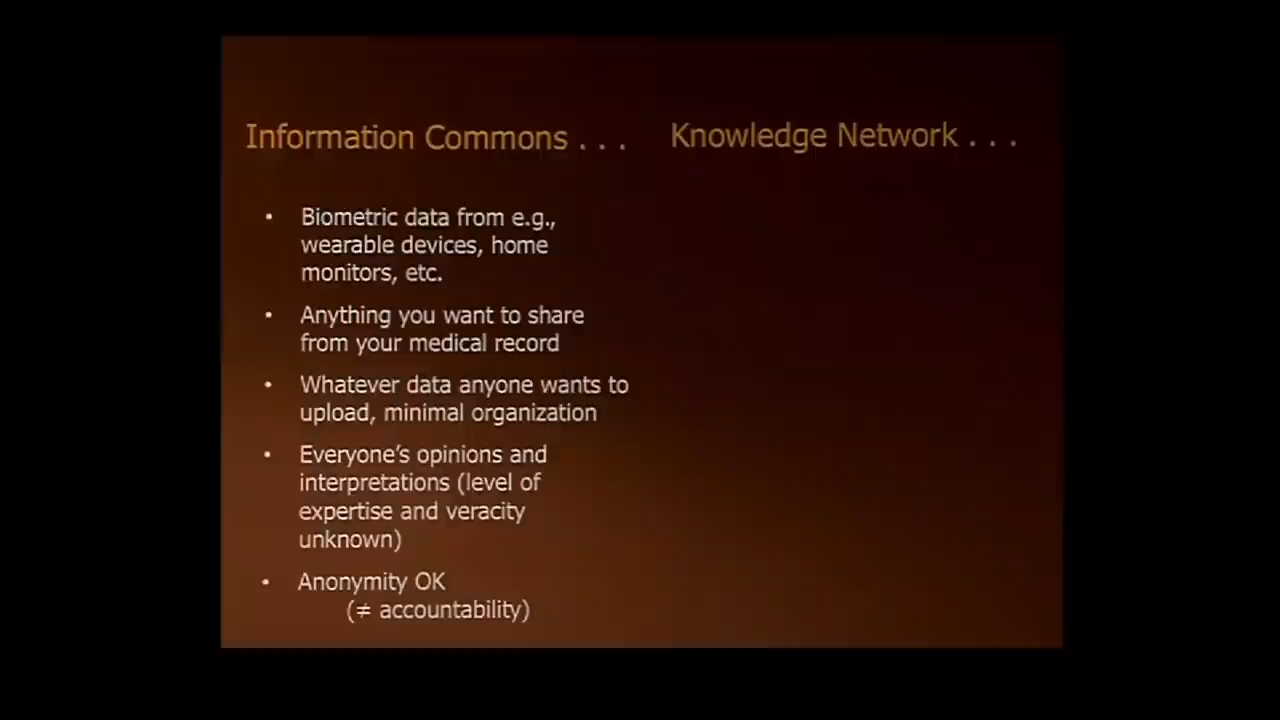 Information Commons . . .
Knowledge Network . . .
• Biometric data from e.g.,
wearable devices, home
monitors, etc.
• Anything you want to share
from your medical record
• Whatever data anyone wants to
upload, minimal organization
• Everyone’s opinions and
interpretations (level of
expertise and veracity
unknown)
• Anonymity OK
(≠ accountability)